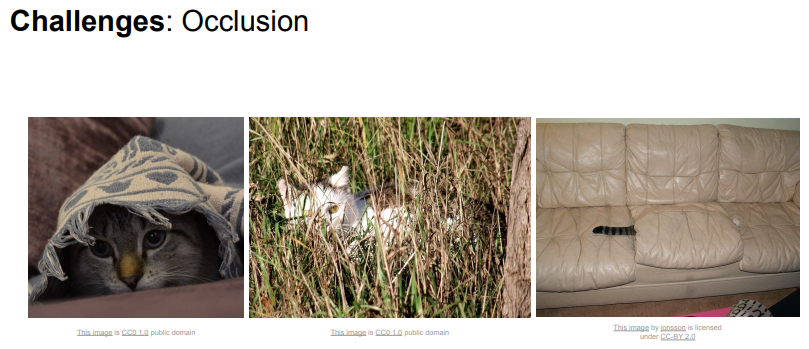 Challenges: Occlusion
This image is CC0 1.0 public domain
This image is CC0 1.0 public domain
This image by jonsson is licensed
under CC-BY 2.0